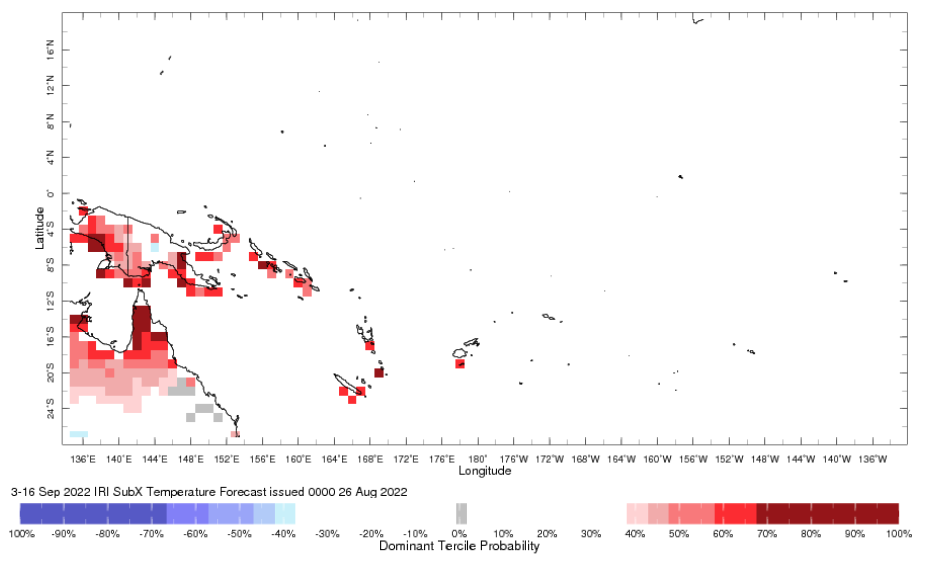 16°N
12°N
8°N
4°N
0°
4°S
8°S
12°S
16°S
20°S
24°S
Latitude
136°E 140°E 144°E 148°E 152°E 156°E 160°E 164°E 168°E 172°E 176°E 180° 176°W 172°W 168°W 164°W 160°W 156°W 152°W 148°W 144°W 140°W 136°W
Longitude
3-16 Sep 2022 IRI SubX Temperature Forecast issued 0000 26 Aug 2022
100% -90% -80% -70% -60% -50% -40% -30% -20% -10% 0% 10% 20% 30% 40% 50% 60% 70% 80% 90% 100%
Dominant Tercile Probability